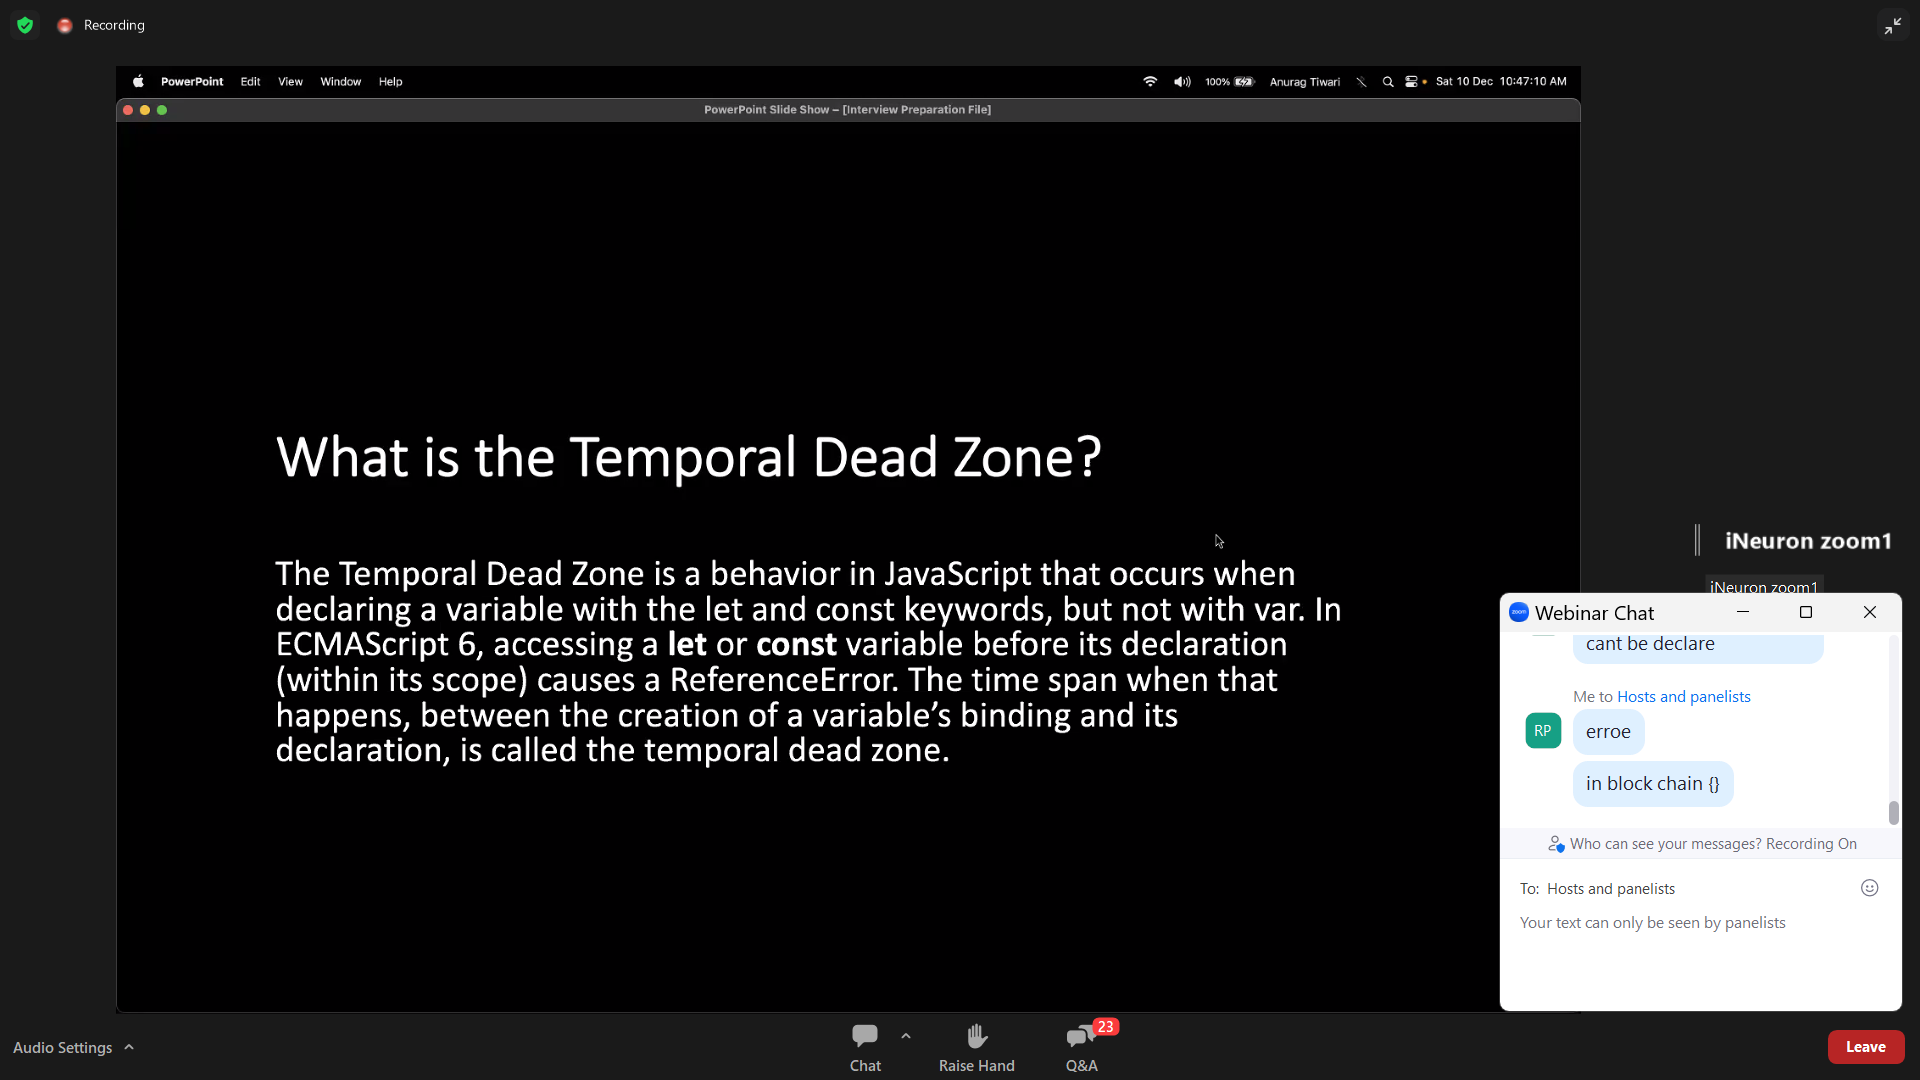 Recording
PowerPoint Edit View Window Help
100% Anurag Tiwari Sat 10 Dec 10:47:10 AM
PowerPoint Slide Show – [Interview Preparation File]
What is the Temporal Dead Zone?
The Temporal Dead Zone is a behavior in JavaScript that occurs when
declaring a variable with the let and const keywords, but not with var. In
ECMAScript 6, accessing a let or const variable before its declaration
(within its scope) causes a ReferenceError. The time span when that
happens, between the creation of a variable’s binding and its
declaration, is called the temporal dead zone.
iNeuron zoom1
iNeuron zoom1
zoom Webinar Chat
cant be declare
Me to Hosts and panelists
RP
erroe
in block chain {}
Who can see your messages? Recording On
To: Hosts and panelists
Your text can only be seen by panelists
Audio Settings
Chat
Raise Hand
23
Q&A
Leave